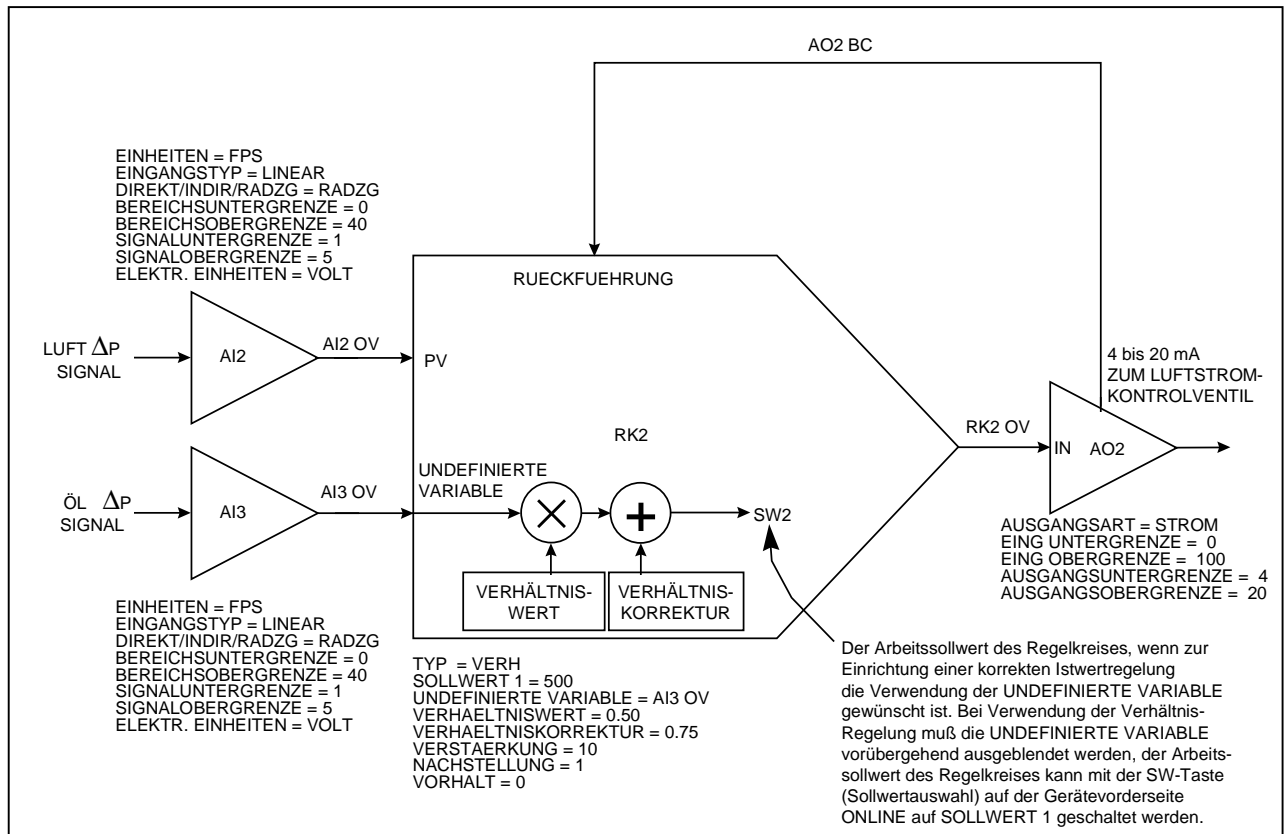 AO2 BC
EINHEITEN = FPS
EINGANGSTYP = LINEAR
DIREKT/INDIR/RADZG = RADZG
BEREICHSUNTERGRENZE = 0
BEREICHSOBERGRENZE = 40
SIGNALUNTERGRENZE = 1
SIGNALOBERGRENZE = 5
ELEKTR. EINHEITEN = VOLT
RUECKFUEHRUNG
LUFT ΔP
SIGNAL
AI2
AI2 OV
PV
4 bis 20 mA
ZUM LUFTSTROM-
KONTROLVENTIL
RK2
RK2 OV
IN
AO2
ÖL ΔP
SIGNAL
AI3
AI3 OV
UNDEFINIERTE
VARIABLE
×
+
SW2
VERHÄLTNIS-
WERT
VERHÄLTNIS-
KORREKTUR
AUSGANGSART = STROM
EING UNTERGRENZE = 0
EING OBERGRENZE = 100
AUSGANGSUNTERGRENZE = 4
AUSGANGSOBERGRENZE = 20
EINHEITEN = FPS
EINGANGSTYP = LINEAR
DIREKT/INDIR/RADZG = RADZG
BEREICHSUNTERGRENZE = 0
BEREICHSOBERGRENZE = 40
SIGNALUNTERGRENZE = 1
SIGNALOBERGRENZE = 5
ELEKTR. EINHEITEN = VOLT
TYP = VERH
SOLLWERT 1 = 500
UNDEFINIERTE VARIABLE = AI3 OV
VERHAELTNISWERT = 0.50
VERHAELTNISKORREKTUR = 0.75
VERSTAERKUNG = 10
NACHSTELLUNG = 1
VORHALT = 0
Der Arbeitssollwert des Regelkreises, wenn zur
Einrichtung einer korrekten Istwertregelung
die Verwendung der UNDEFINIERTE VARIABLE
gewünscht ist. Bei Verwendung der Verhältnis-
Regelung muß die UNDEFINIERTE VARIABLE
vorübergehend ausgeblendet werden, der Arbeits-
sollwert des Regelkreises kann mit der SW-Taste
(Sollwertauswahl) auf der Gerätevorderseite
ONLINE auf SOLLWERT 1 geschaltet werden.